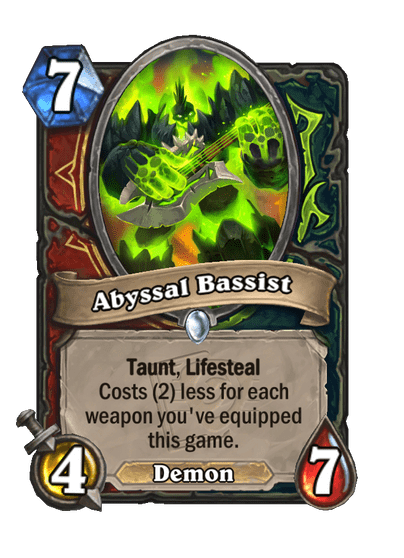 7
Abyssal Bassist
Taunt, Lifesteal
Costs (2) less for each
weapon you've equipped
this game.
4
Demon
7